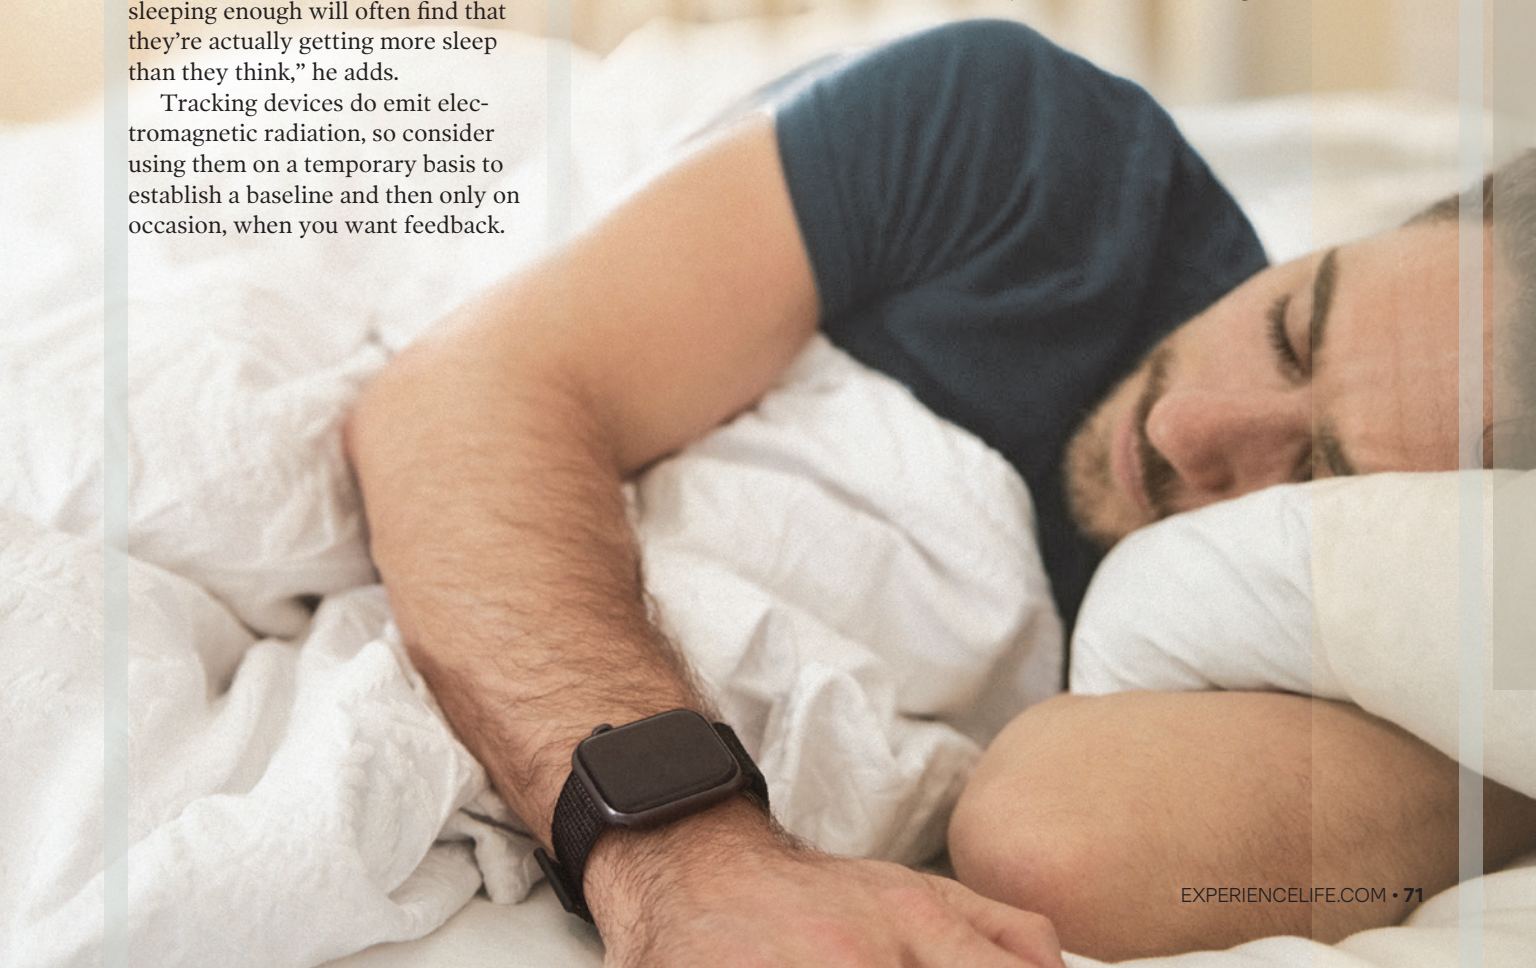 sleeping enough will often find that
they’re actually getting more sleep
than they think,” he adds.
Tracking devices do emit elec-
tromagnetic radiation, so consider
using them on a temporary basis to
establish a baseline and then only on
occasion, when you want feedback.
EXPERIENCELIFE.COM • 71